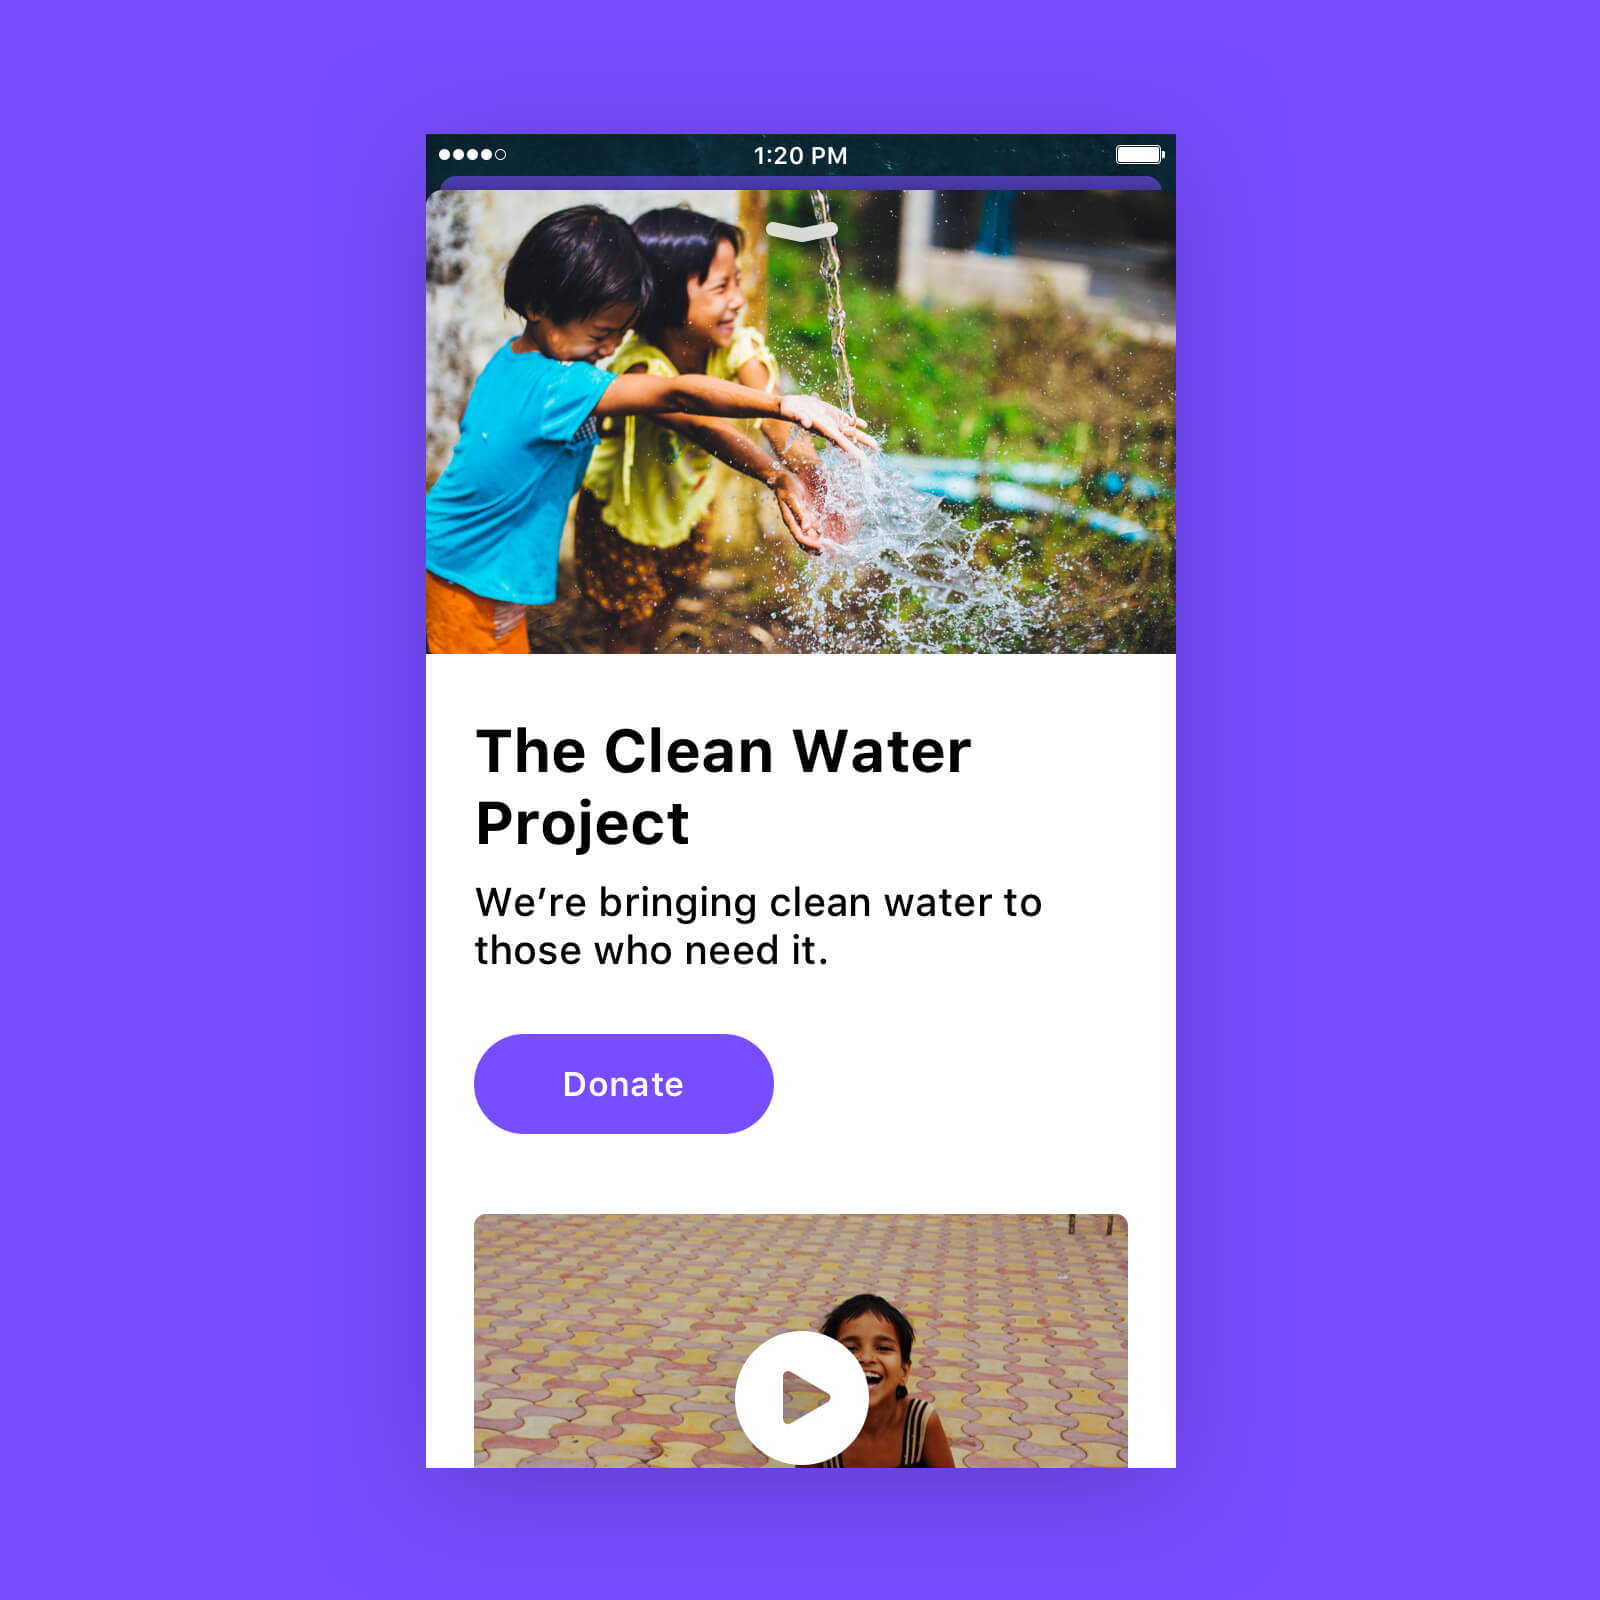 1:20 PM
The Clean Water
Project
We’re bringing clean water to
those who need it.
Donate